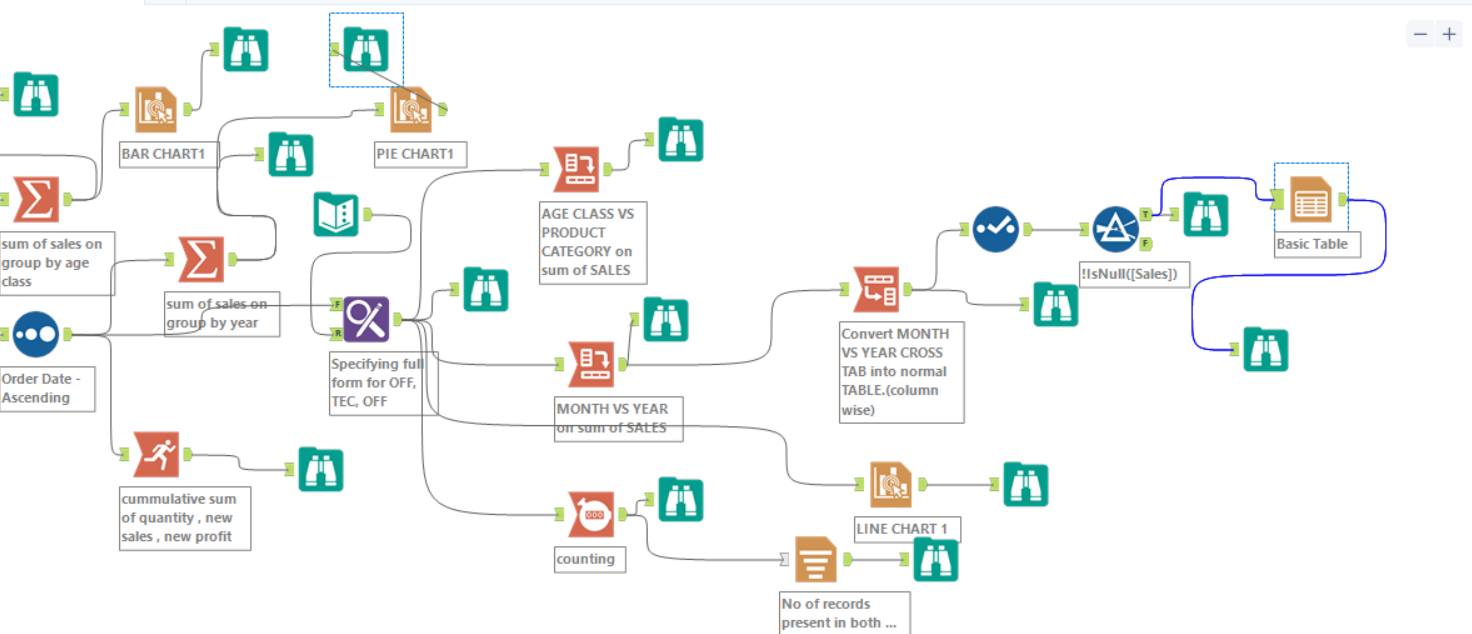 BAR CHART1
PIE CHART1
sum of sales on
group by age
class
sum of sales on
group by year
AGE CLASS VS
PRODUCT
CATEGORY on
sum of SALES
T
F
!IsNull([Sales])
Basic Table
Order Date -
Ascending
F
R
Specifying full
form for OFF,
TEC, OFF
MONTH VS YEAR
on sum of SALES
Convert MONTH
VS YEAR CROSS
TAB into normal
TABLE.(column
wise)
cummulative sum
of quantity , new
sales , new profit
000
counting
LINE CHART 1
No of records
present in both ...